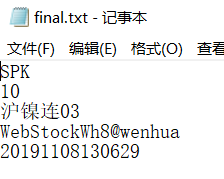 final.txt - 记事本
文件(F) 编辑(E) 格式(O) 查看
SPK
10
沪镍连03
WebStockWh8@wenhua
20191108130629